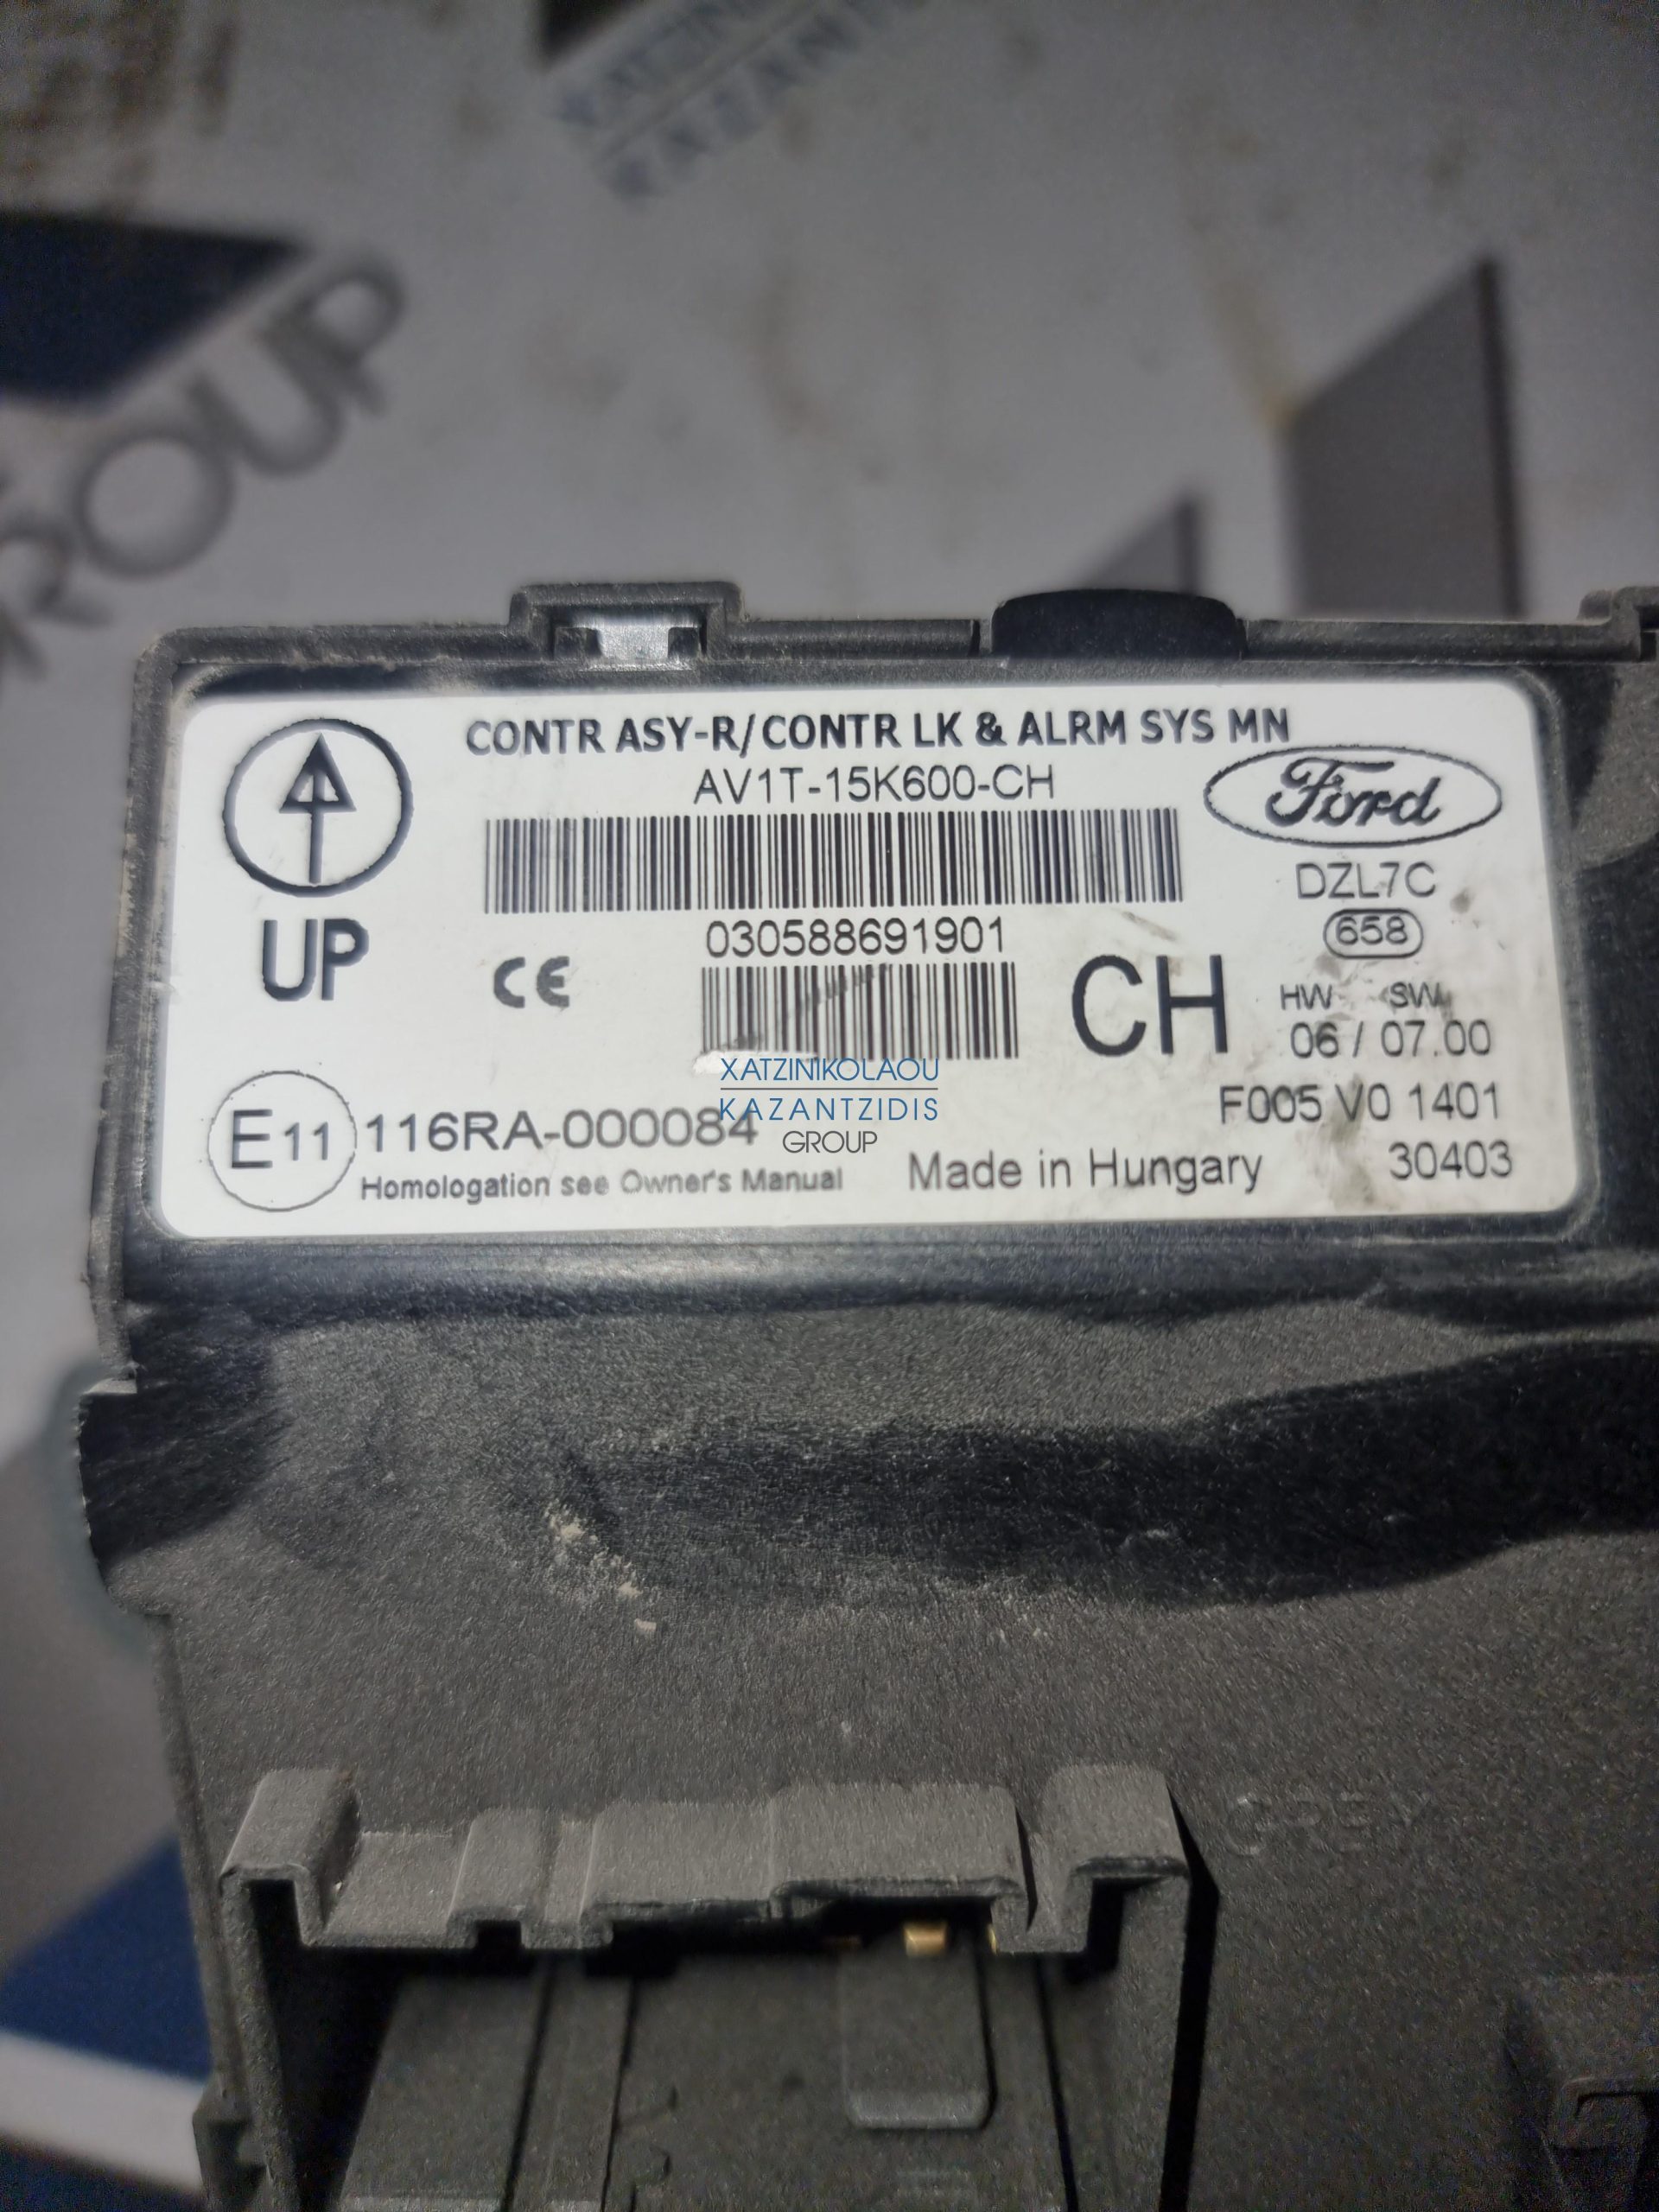 XATZINIKOLAOU
KAZANTZIDIS
GROUP
CONTR ASY-R/CONTR LK & ALRM SYS MN
AV1T-15K600-CH
Ford
DZL7C
658
UP
CE
030588691901
CH
HW SW
06 / 07.00
F005 V0 1401
30403
E11 116RA-000084
Homologation see Owner's Manual
Made in Hungary
GREY